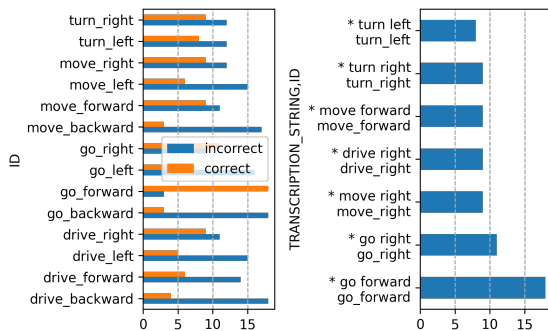 ID
turn_right
turn_left
move_right
move_left
move_forward
move_backward
go_right
go_left
go_forward
go_backward
drive_right
drive_left
drive_forward
drive_backward
0 5 10 15
incorrect
correct
TRANSCRIPTION_STRING,ID
* turn left
turn_left
* turn right
turn_right
* move forward
move_forward
* drive right
drive_right
* move right
move_right
* go right
go_right
* go forward
go_forward
0 5 10 15